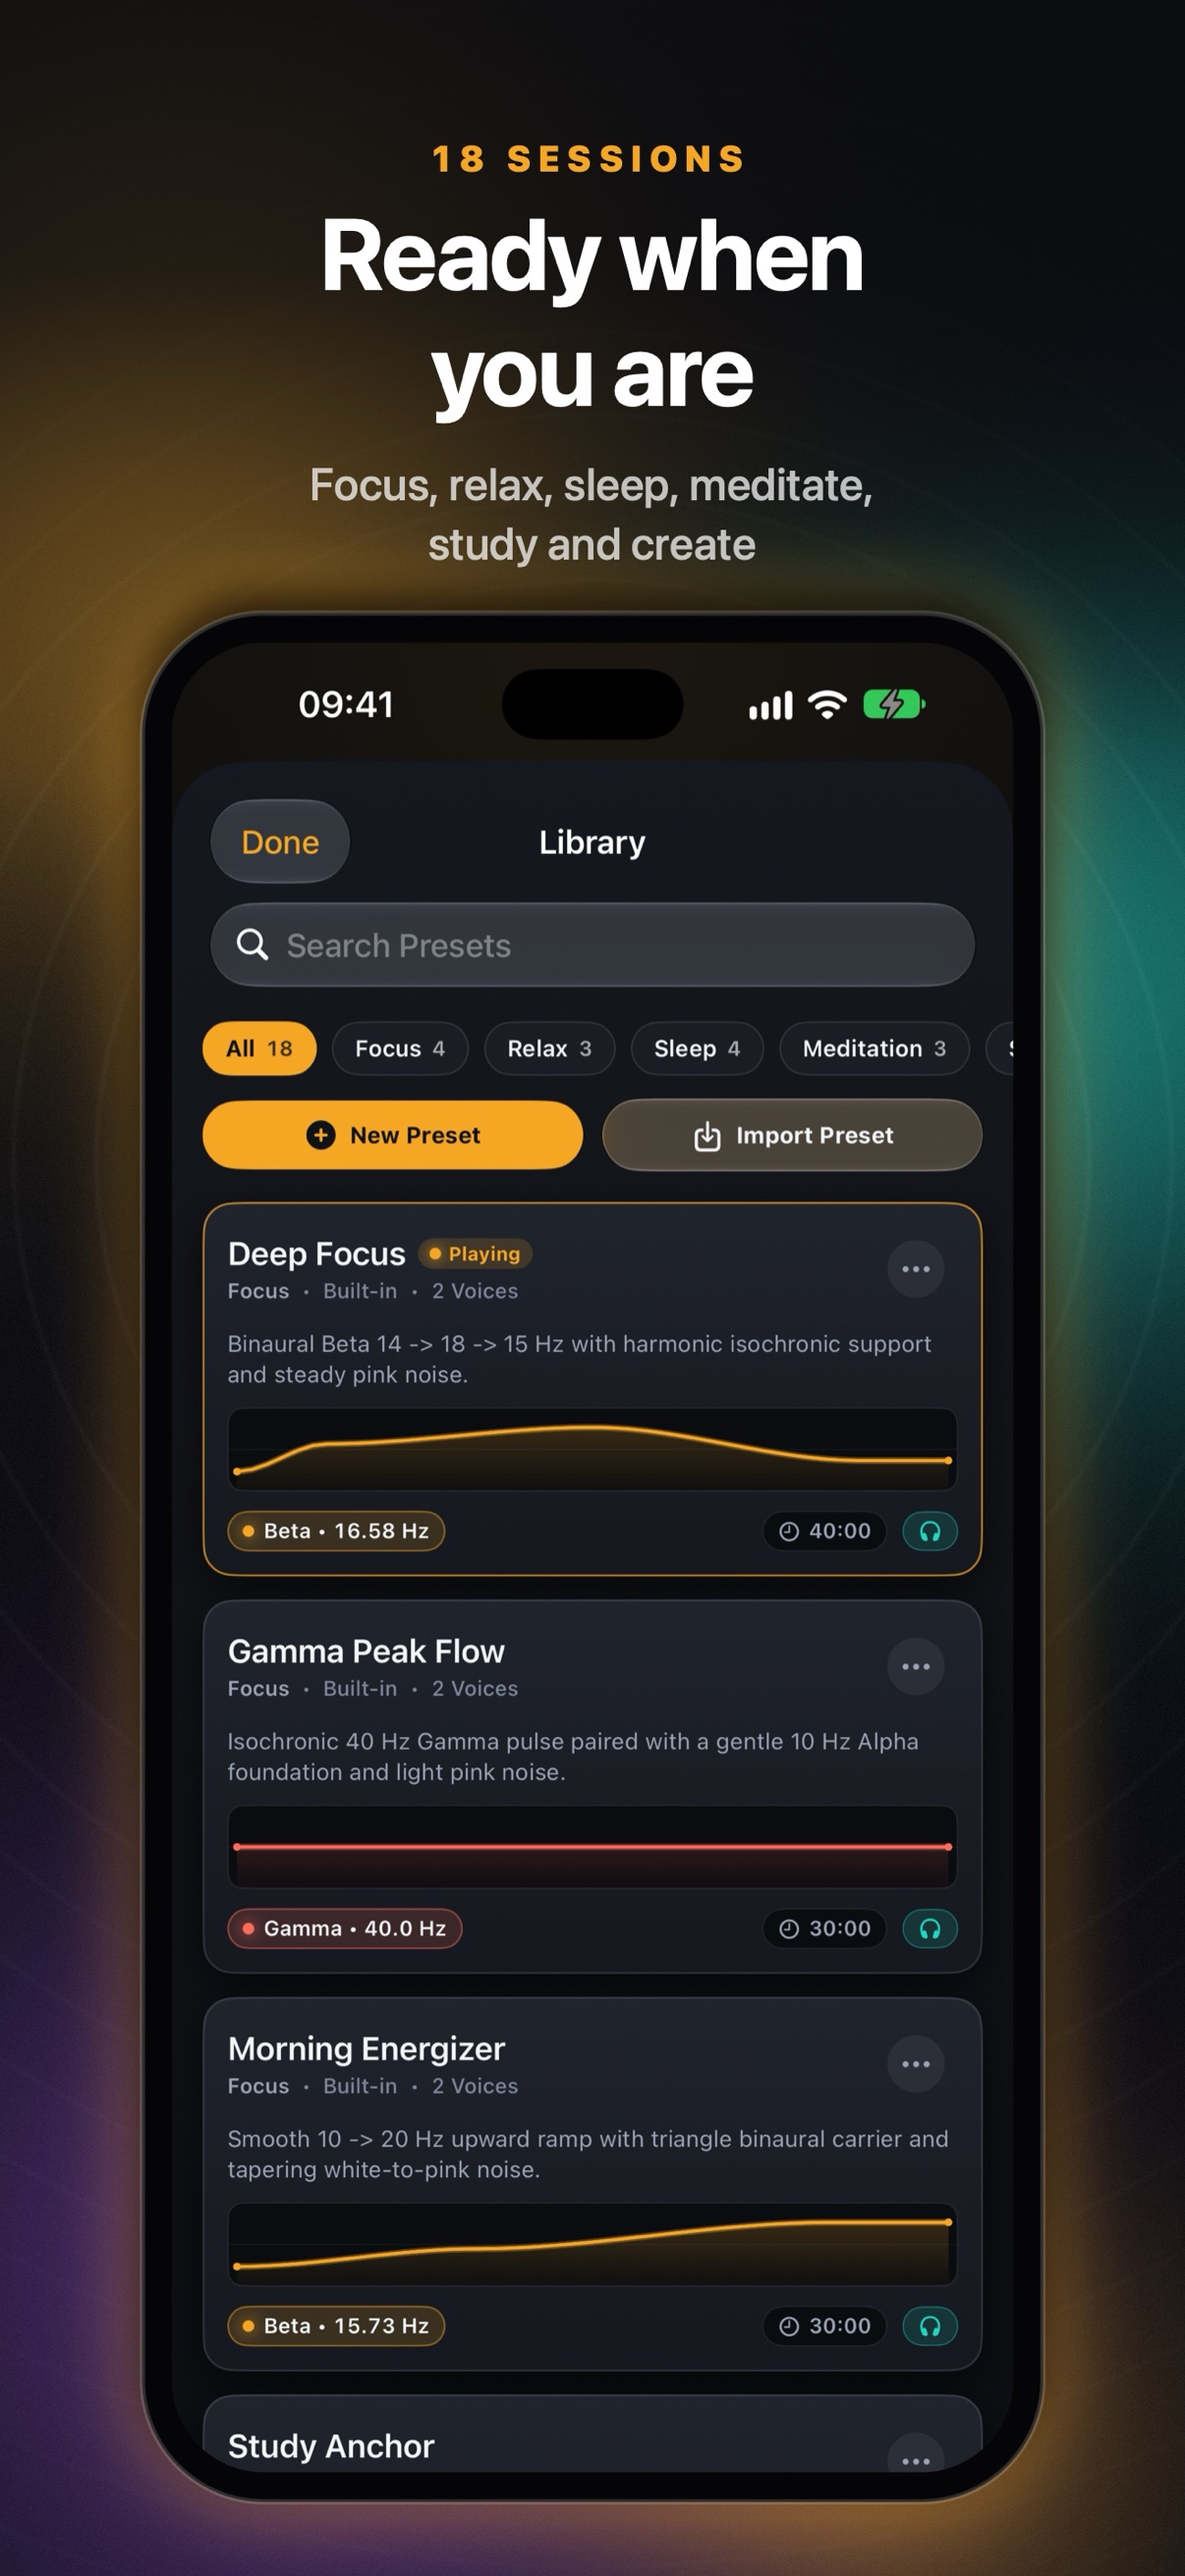 18 SESSIONS
Ready when
you are
Focus, relax, sleep, meditate,
study and create
09:41
Done
Library
Search Presets
All 18
Focus 4
Relax 3
Sleep 4
Meditation 3
New Preset
Import Preset
Deep Focus
Playing
Focus • Built-in • 2 Voices
Binaural Beta 14 -> 18 -> 15 Hz with harmonic isochronic support
and steady pink noise.
Beta • 16.58 Hz
40:00
Gamma Peak Flow
Focus • Built-in • 2 Voices
Isochronic 40 Hz Gamma pulse paired with a gentle 10 Hz Alpha
foundation and light pink noise.
Gamma • 40.0 Hz
30:00
Morning Energizer
Focus • Built-in • 2 Voices
Smooth 10 -> 20 Hz upward ramp with triangle binaural carrier and
tapering white-to-pink noise.
Beta • 15.73 Hz
30:00
Study Anchor